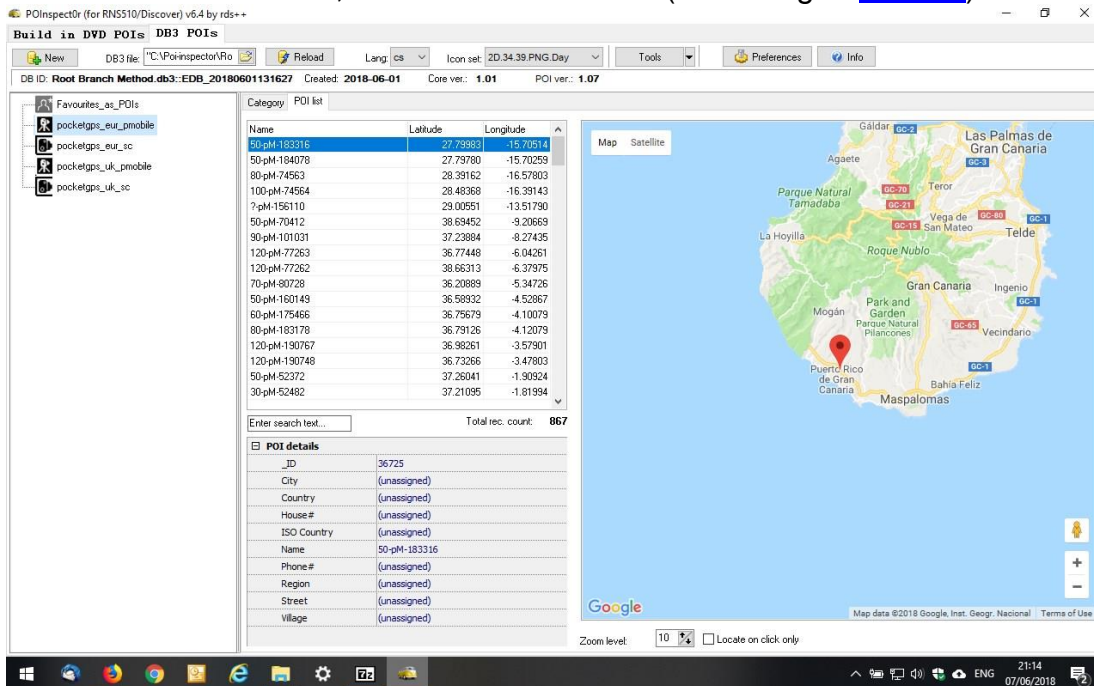 POInspect0r (for RNS510/Discover) v6.4 by rds++
Build in DVD POIs DB3 POIs
New DB3 file: "C:\Poi-inspector\Ro Reload Lang: cs Icon set: 2D.34.39.PNG.Day Tools Preferences Info
DB ID: Root Branch Method.db3::EDB_20180601131627 Created: 2018-06-01 Core ver.: 1.01 POI ver.: 1.07
Favourites_as_POIs
pocketgps_eur_pmobile
pocketgps_eur_sc
pocketgps_uk_pmobile
pocketgps_uk_sc
Category POI list
Name Latitude Longitude
50-pM-183316 27.79983 -15.70514
50-pM-184078 27.79780 -15.70259
80-pM-74563 28.39162 -16.57803
100-pM-74564 28.48368 -16.39143
?-pM-156110 29.00551 -13.51790
50-pM-70412 38.69452 -9.20669
90-pM-101031 37.23884 -8.27435
120-pM-77263 36.77448 -6.04261
120-pM-77262 38.66313 -6.37975
70-pM-80728 36.20889 -5.34726
50-pM-160149 36.58932 -4.52867
60-pM-175466 36.75679 -4.10079
80-pM-183178 36.79126 -4.12079
120-pM-190767 36.98261 -3.57901
120-pM-190748 36.73266 -3.47803
50-pM-52372 37.26041 -1.90924
30-pM-52482 37.21095 -1.81994
Enter search text... Total rec. count: 867
POI details
_ID 36725
City (unassigned)
Country (unassigned)
House# (unassigned)
ISO Country (unassigned)
Name 50-pM-183316
Phone# (unassigned)
Region (unassigned)
Street (unassigned)
Village (unassigned)
Map Satellite
Gáldar GC-2
Las Palmas de
Gran Canaria
GC-3
Agaete
Parque Natural
Tamadaba
GC-70
Teror
GC-21
Vega de
San Mateo
GC-80
GC-1
GC-15
Telde
La Hoyilla
Roque Nublo
Gran Canaria
Ingenio
GC-1
Mogán
Park and
Garden
Parque Natural
Pilancones
GC-65
Vecindario
Puerto Rico
de Gran
Canaria
GC-1
Bahía Feliz
Maspalomas
Google
Map data ©2018 Google, Inst. Geogr. Nacional Terms of Use
Zoom level: 10 Locate on click only
ENG
21:14
07/06/2018